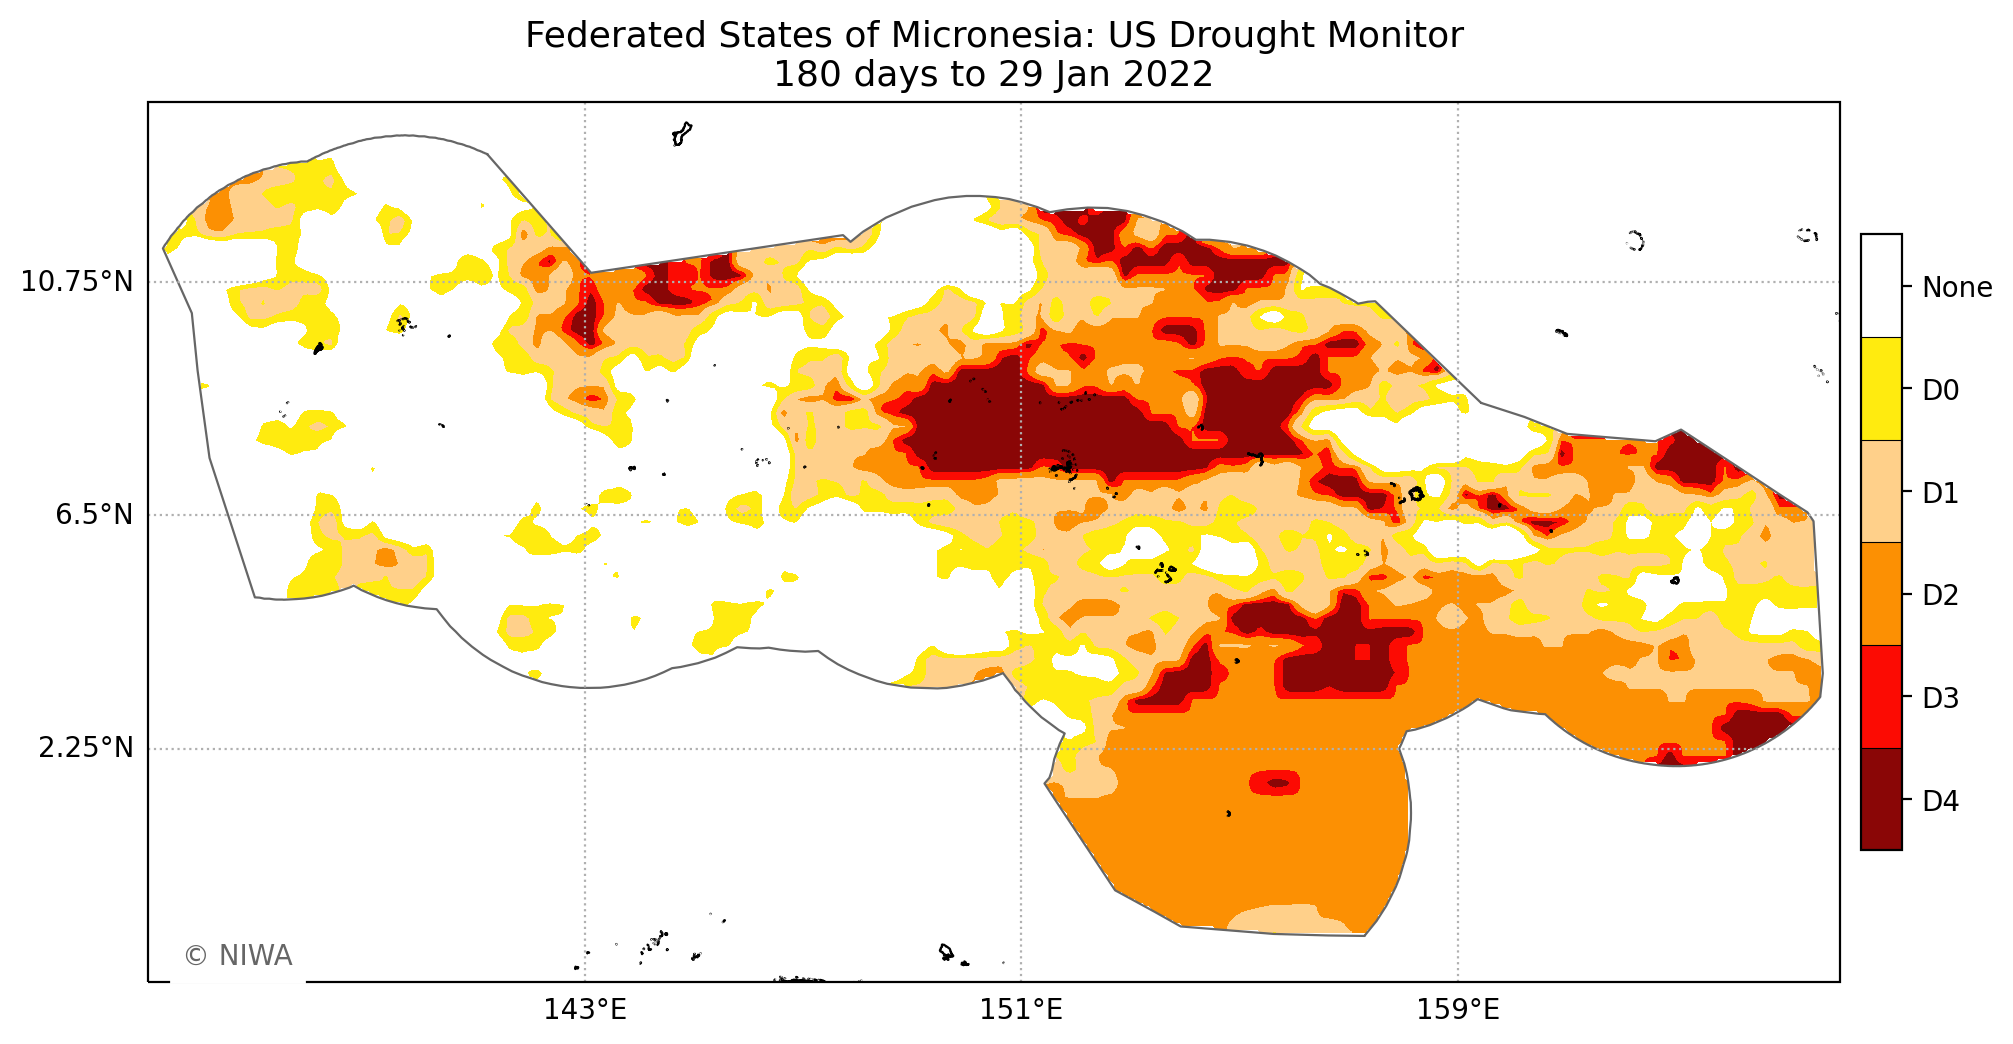 Federated States of Micronesia: US Drought Monitor
180 days to 29 Jan 2022
10.75°N
6.5°N
2.25°N
143°E
151°E
159°E
None
D0
D1
D2
D3
D4
© NIWA